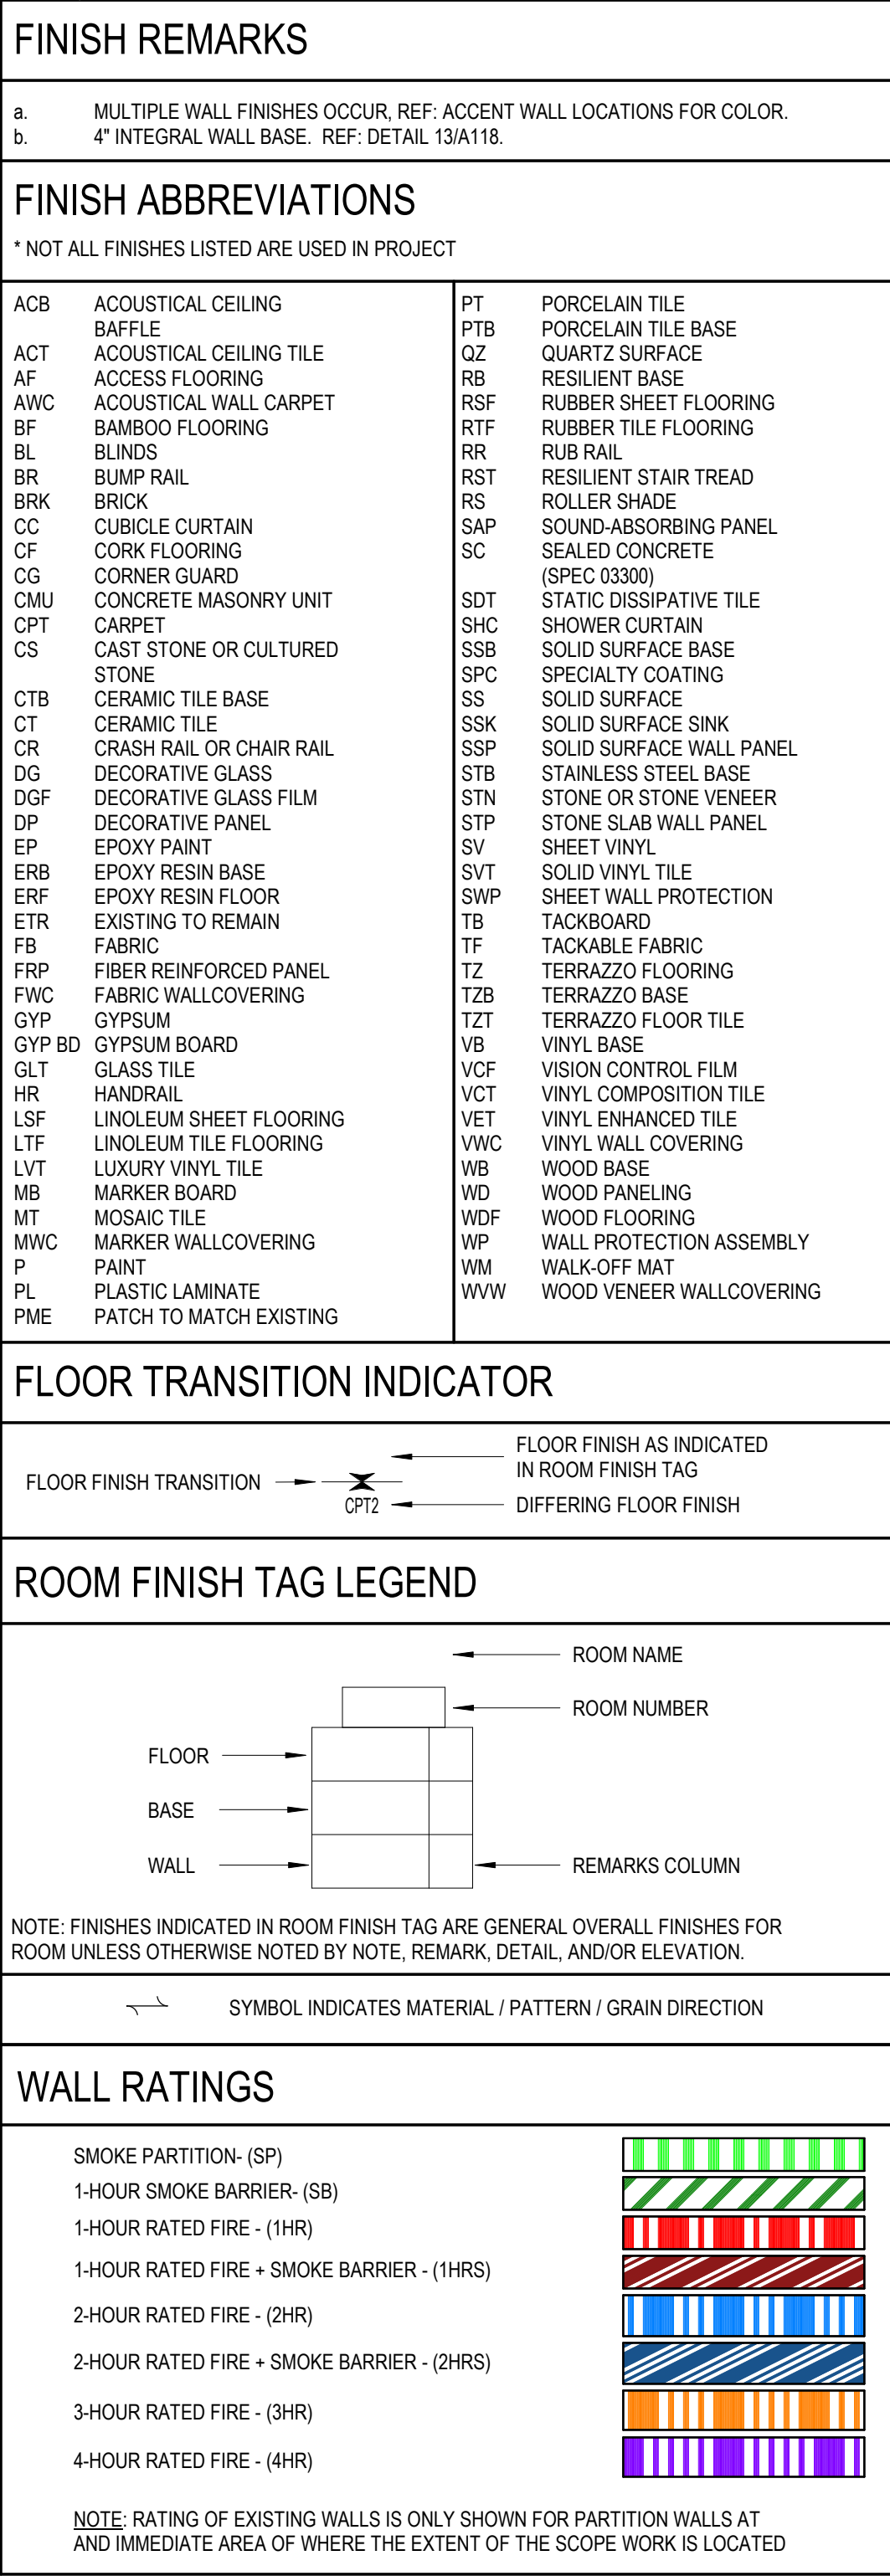 FINISH REMARKS
a. MULTIPLE WALL FINISHES OCCUR, REF: ACCENT WALL LOCATIONS FOR COLOR.
b. 4" INTEGRAL WALL BASE. REF: DETAIL 13/A118.
FINISH ABBREVIATIONS
* NOT ALL FINISHES LISTED ARE USED IN PROJECT
ACB ACOUSTICAL CEILING
BAFFLE
ACT ACOUSTICAL CEILING TILE
AF ACCESS FLOORING
AWC ACOUSTICAL WALL CARPET
BF BAMBOO FLOORING
BL BLINDS
BR BUMP RAIL
BRK BRICK
CC CUBICLE CURTAIN
CF CORK FLOORING
CG CORNER GUARD
CMU CONCRETE MASONRY UNIT
CPT CARPET
CS CAST STONE OR CULTURED
STONE
CTB CERAMIC TILE BASE
CT CERAMIC TILE
CR CRASH RAIL OR CHAIR RAIL
DG DECORATIVE GLASS
DGF DECORATIVE GLASS FILM
DP DECORATIVE PANEL
EP EPOXY PAINT
ERB EPOXY RESIN BASE
ERF EPOXY RESIN FLOOR
ETR EXISTING TO REMAIN
FB FABRIC
FRP FIBER REINFORCED PANEL
FWC FABRIC WALLCOVERING
GYP GYPSUM
GYP BD GYPSUM BOARD
GLT GLASS TILE
HR HANDRAIL
LSF LINOLEUM SHEET FLOORING
LTF LINOLEUM TILE FLOORING
LVT LUXURY VINYL TILE
MB MARKER BOARD
MT MOSAIC TILE
MWC MARKER WALLCOVERING
P PAINT
PL PLASTIC LAMINATE
PME PATCH TO MATCH EXISTING
PT PORCELAIN TILE
PTB PORCELAIN TILE BASE
QZ QUARTZ SURFACE
RB RESILIENT BASE
RSF RUBBER SHEET FLOORING
RTF RUBBER TILE FLOORING
RR RUB RAIL
RST RESILIENT STAIR TREAD
RS ROLLER SHADE
SAP SOUND-ABSORBING PANEL
SC SEALED CONCRETE
(SPEC 03300)
SDT STATIC DISSIPATIVE TILE
SHC SHOWER CURTAIN
SSB SOLID SURFACE BASE
SPC SPECIALTY COATING
SS SOLID SURFACE
SSK SOLID SURFACE SINK
SSP SOLID SURFACE WALL PANEL
STB STAINLESS STEEL BASE
STN STONE OR STONE VENEER
STP STONE SLAB WALL PANEL
SV SHEET VINYL
SVT SOLID VINYL TILE
SWP SHEET WALL PROTECTION
TB TACKBOARD
TF TACKABLE FABRIC
TZ TERRAZZO FLOORING
TZB TERRAZZO BASE
TZT TERRAZZO FLOOR TILE
VB VINYL BASE
VCF VISION CONTROL FILM
VCT VINYL COMPOSITION TILE
VET VINYL ENHANCED TILE
VWC VINYL WALL COVERING
WB WOOD BASE
WD WOOD PANELING
WDF WOOD FLOORING
WP WALL PROTECTION ASSEMBLY
WM WALK-OFF MAT
WVW WOOD VENEER WALLCOVERING
FLOOR TRANSITION INDICATOR
FLOOR FINISH AS INDICATED
IN ROOM FINISH TAG
FLOOR FINISH TRANSITION
CPT2 DIFFERING FLOOR FINISH
ROOM FINISH TAG LEGEND
ROOM NAME
ROOM NUMBER
FLOOR
BASE
WALL REMARKS COLUMN
NOTE: FINISHES INDICATED IN ROOM FINISH TAG ARE GENERAL OVERALL FINISHES FOR
ROOM UNLESS OTHERWISE NOTED BY NOTE, REMARK, DETAIL, AND/OR ELEVATION.
SYMBOL INDICATES MATERIAL / PATTERN / GRAIN DIRECTION
WALL RATINGS
SMOKE PARTITION- (SP)
1-HOUR SMOKE BARRIER- (SB)
1-HOUR RATED FIRE - (1HR)
1-HOUR RATED FIRE + SMOKE BARRIER - (1HRS)
2-HOUR RATED FIRE - (2HR)
2-HOUR RATED FIRE + SMOKE BARRIER - (2HRS)
3-HOUR RATED FIRE - (3HR)
4-HOUR RATED FIRE - (4HR)
NOTE: RATING OF EXISTING WALLS IS ONLY SHOWN FOR PARTITION WALLS AT
AND IMMEDIATE AREA OF WHERE THE EXTENT OF THE SCOPE WORK IS LOCATED